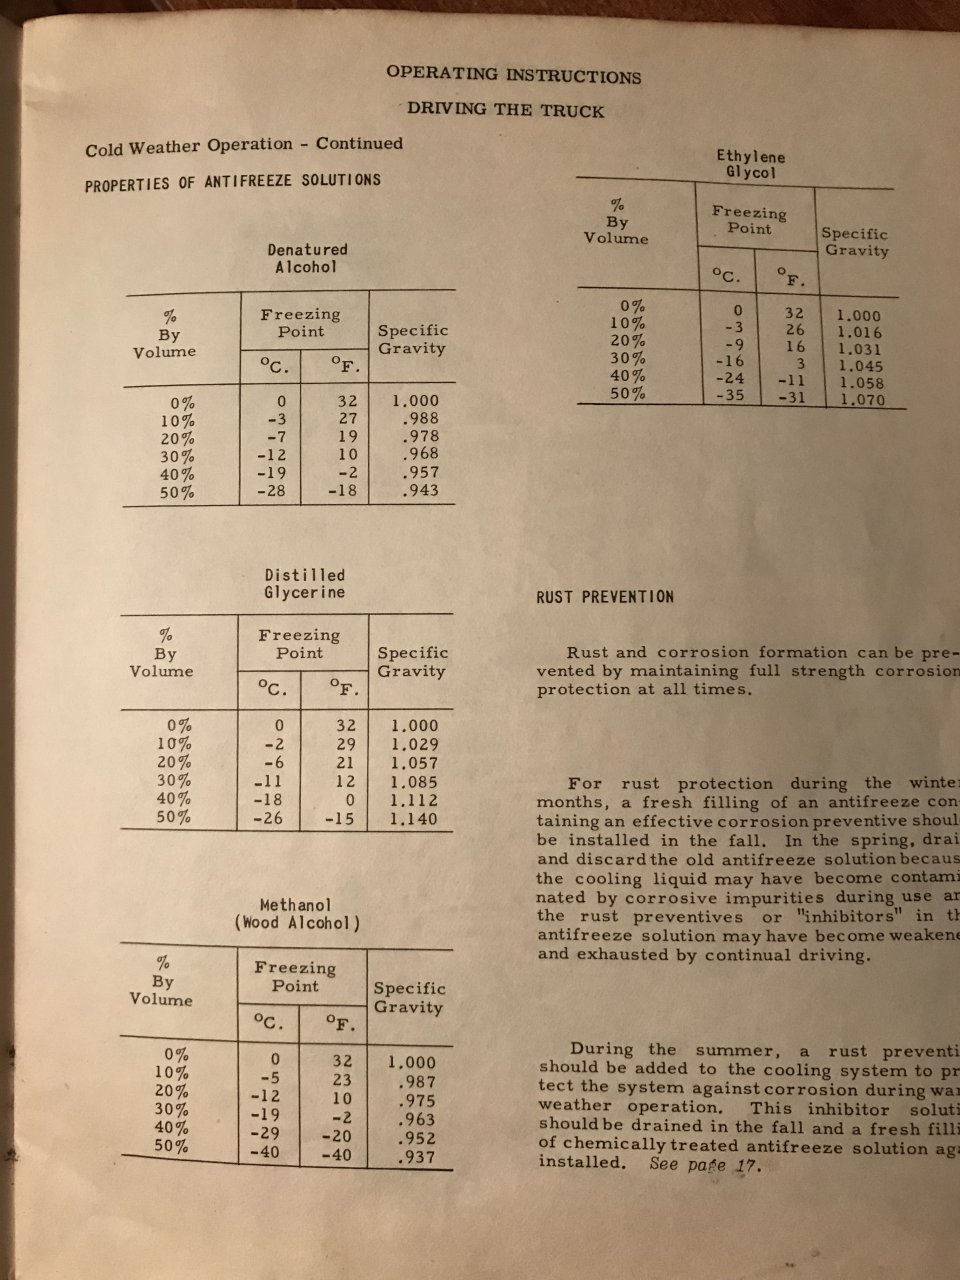 OPERATING INSTRUCTIONS
DRIVING THE TRUCK
Cold Weather Operation - Continued
PROPERTIES OF ANTIFREEZE SOLUTIONS
Denatured
Alcohol
% By Volume | Freezing Point °C. | °F. | Specific Gravity
0% 0 32 1.000
10% -3 27 .988
20% -7 19 .978
30% -12 10 .968
40% -19 -2 .957
50% -28 -18 .943
Distilled
Glycerine
% By Volume | Freezing Point °C. | °F. | Specific Gravity
0% 0 32 1.000
10% -2 29 1.029
20% -6 21 1.057
30% -11 12 1.085
40% -18 0 1.112
50% -26 -15 1.140
Methanol
(Wood Alcohol)
% By Volume | Freezing Point °C. | °F. | Specific Gravity
0% 0 32 1.000
10% -5 23 .987
20% -12 10 .975
30% -19 -2 .963
40% -29 -20 .952
50% -40 -40 .937
Ethylene
Glycol
% By Volume | Freezing Point °C. | °F. | Specific Gravity
0% 0 32 1.000
10% -3 26 1.016
20% -9 16 1.031
30% -16 3 1.045
40% -24 -11 1.058
50% -35 -31 1.070
RUST PREVENTION
Rust and corrosion formation can be pre-
vented by maintaining full strength corrosion
protection at all times.
For rust protection during the winte
months, a fresh filling of an antifreeze con
taining an effective corrosion preventive shoul
be installed in the fall. In the spring, drai
and discard the old antifreeze solution becaus
the cooling liquid may have become contami
nated by corrosive impurities during use ar
the rust preventives or "inhibitors" in th
antifreeze solution may have become weakene
and exhausted by continual driving.
During the summer, a rust preventi
should be added to the cooling system to pr
tect the system against corrosion during war
weather operation. This inhibitor soluti
should be drained in the fall and a fresh filli
of chemically treated antifreeze solution aga
installed. See page 17.